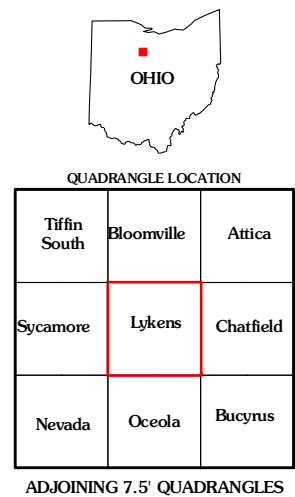 OHIO
QUADRANGLE LOCATION
Tiffin
South
Bloomville
Attica
Sycamore
Lykens
Chatfield
Nevada
Oceola
Bucyrus
ADJOINING 7.5' QUADRANGLES